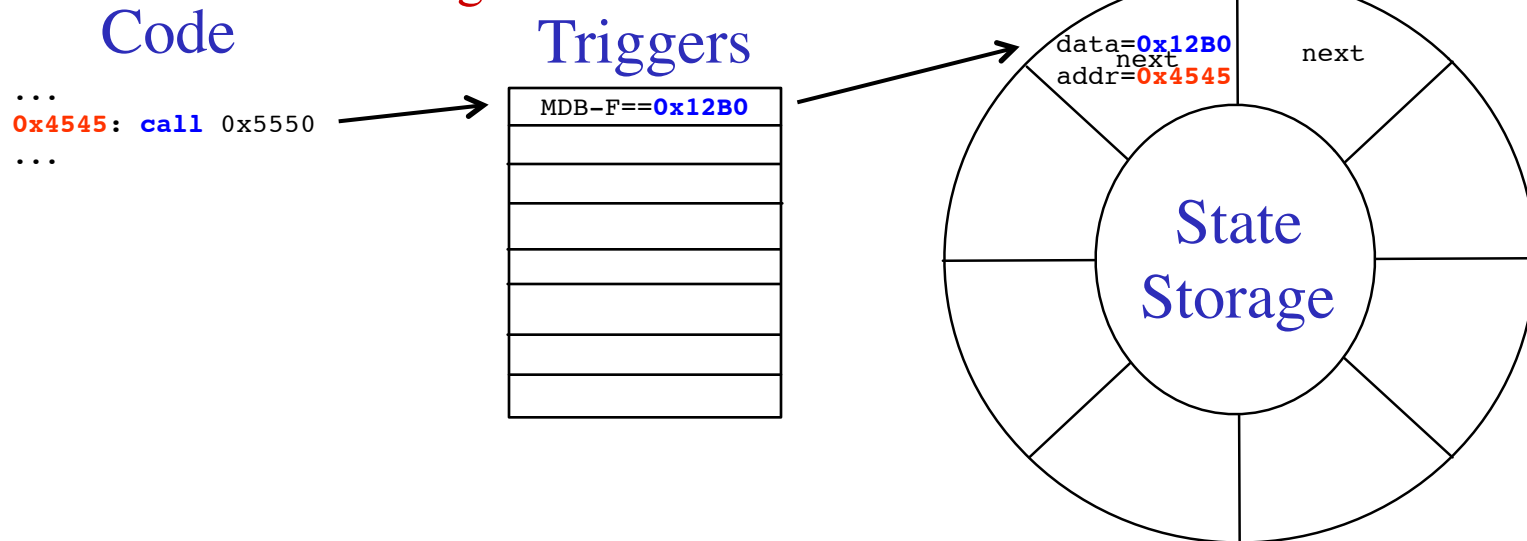 Code
...
0x4545: call 0x5550
...
Triggers
MDB-F==0x12B0
data=0x12B0
next
addr=0x4545
next
State
Storage